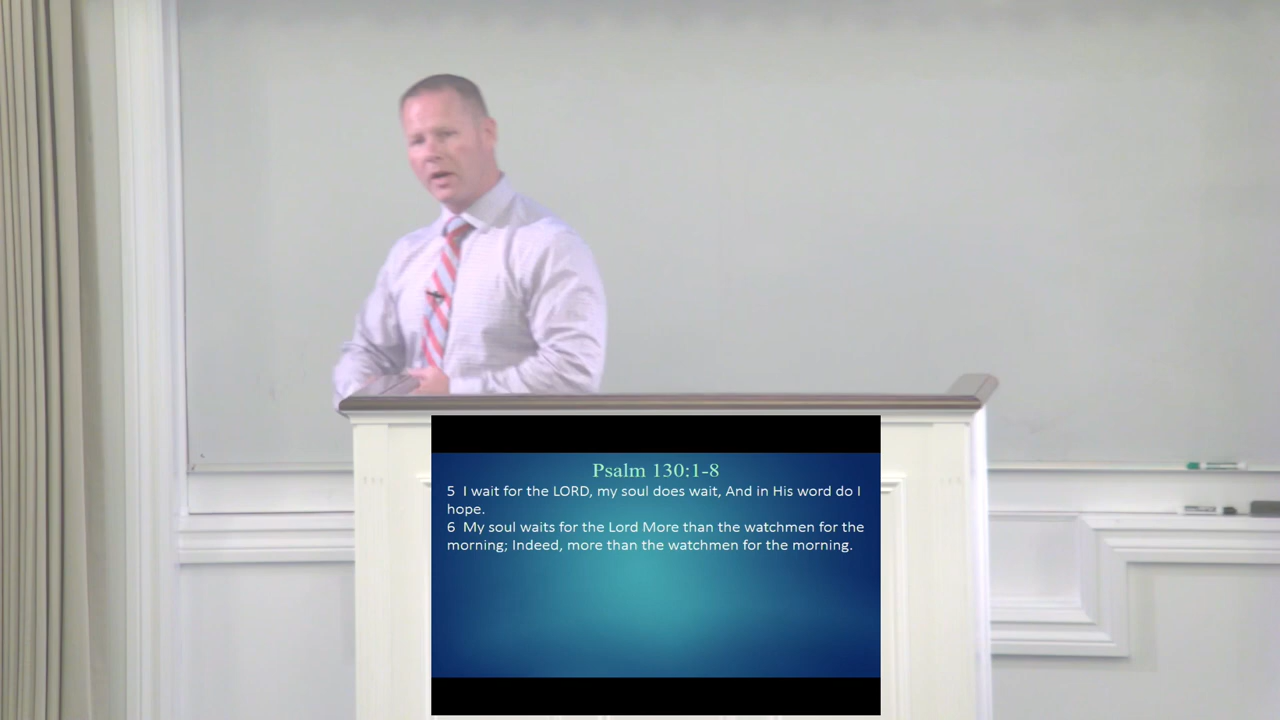 Psalm 130:1-8
5 I wait for the LORD, my soul does wait, And in His word do I
hope.
6 My soul waits for the Lord More than the watchmen for the
morning; Indeed, more than the watchmen for the morning.